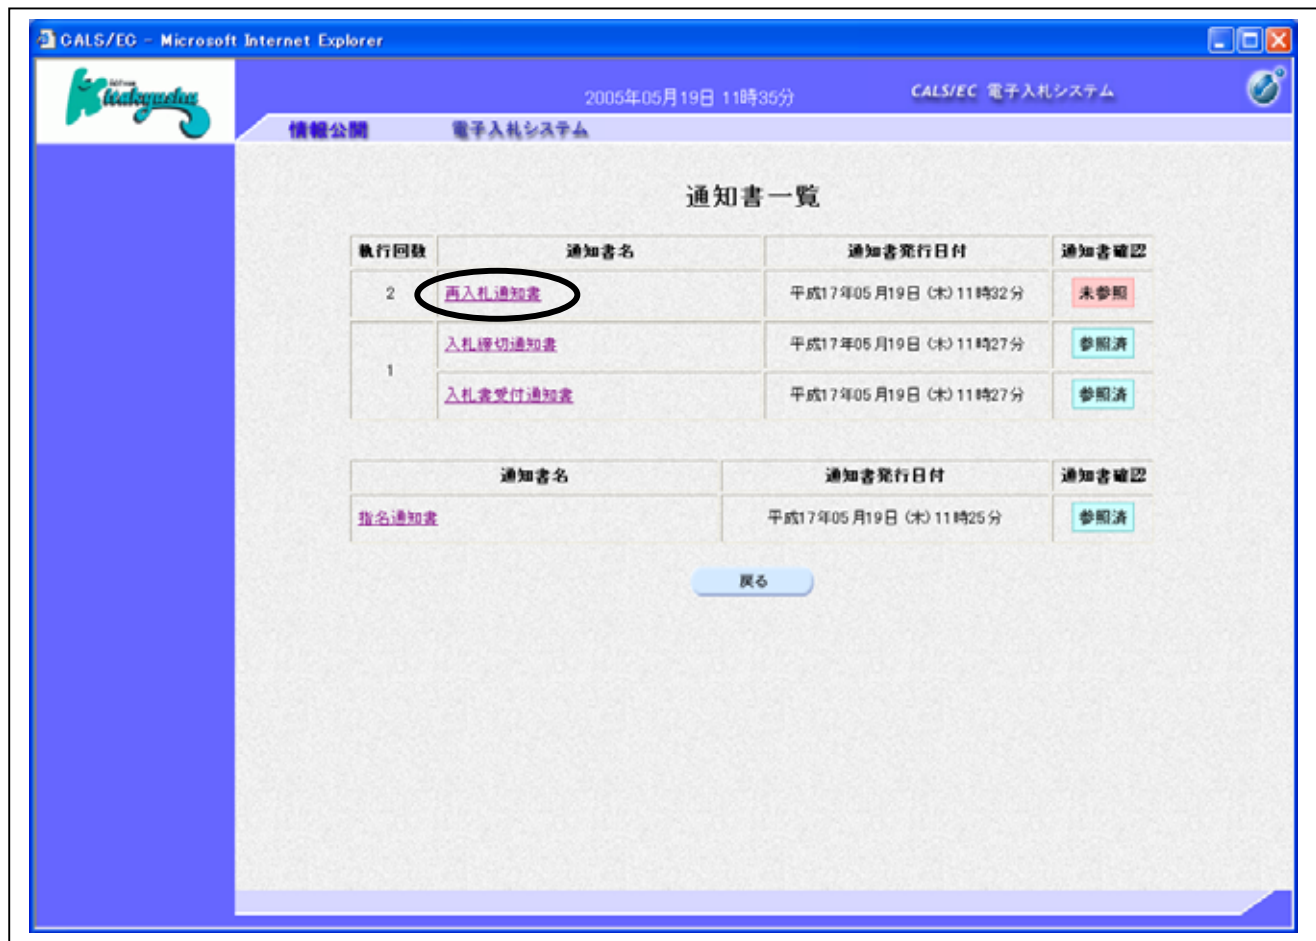 CALS/EC - Microsoft Internet Explorer
Kitakyushu
2005年05月19日 11時35分
CALS/EC 電子入札システム
情報公開 電子入札システム
通知書一覧
執行回数 通知書名 通知書発行日付 通知書確認
2 再入札通知書 平成17年05月19日 (木) 11時32分 未参照
1 入札締切通知書 平成17年05月19日 (木) 11時27分 参照済
入札書受付通知書 平成17年05月19日 (木) 11時27分 参照済
通知書名 通知書発行日付 通知書確認
指名通知書 平成17年05月19日 (木) 11時25分 参照済
戻る